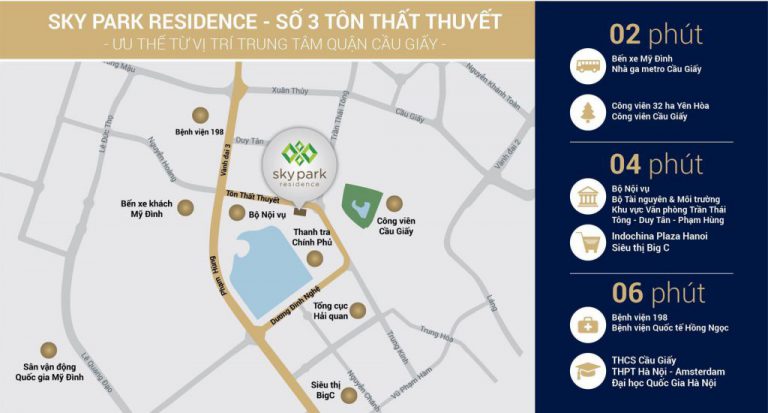 SKY PARK RESIDENCE - SỐ 3 TÔN THẤT THUYẾT
- ƯU THẾ TỪ VỊ TRÍ TRUNG TÂM QUẬN CẦU GIẤY -
Xuân Thủy
Nguyễn Khánh Toàn
Trần Thái Tông
Cầu Giấy
Lê Đức Thọ
Bệnh viện 198
Duy Tân
Vành đai 3
Vành đai 2
Nguyễn Hoàng
sky park
residence
Tôn Thất Thuyết
Bến xe khách
Mỹ Đình
Bộ Nội vụ
Công viên
Cầu Giấy
Thanh tra
Chính Phủ
Phạm Hùng
Dương Đình Nghệ
Tổng cục
Hải quan
Láng
Trung Hòa
Trung Kính
Lê Quang Đạo
Sân vận động
Quốc gia Mỹ Đình
Siêu thị
BigC
Nguyễn Chánh
Vũ Phạm Hàm
02 phút
Bến xe Mỹ Đình
Nhà ga metro Cầu Giấy
Công viên 32 ha Yên Hòa
Công viên Cầu Giấy
04 phút
Bộ Nội vụ
Bộ Tài nguyên & Môi trường
Khu vực Văn phòng Trần Thái
Tông - Duy Tân - Phạm Hùng
Indochina Plaza Hanoi
Siêu thị Big C
06 phút
Bệnh viện 198
Bệnh viện Quốc tế Hồng Ngọc
THCS Cầu Giấy
THPT Hà Nội - Amsterdam
Đại học Quốc Gia Hà Nội